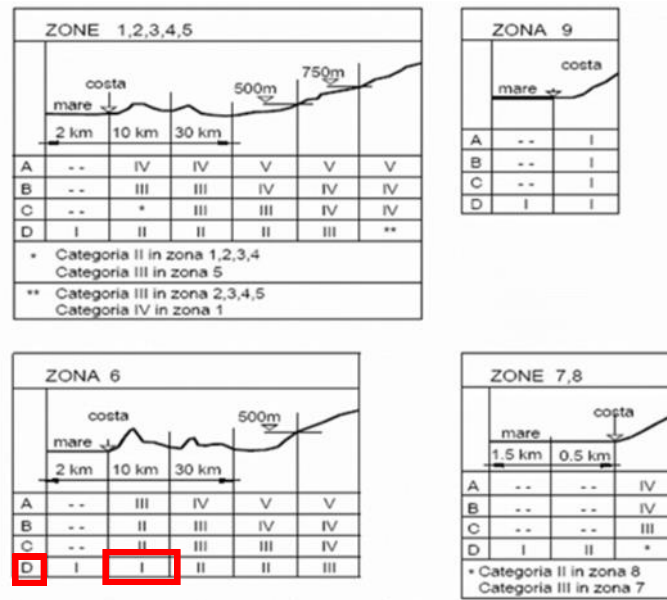 ZONE 1,2,3,4,5
costa
mare
500m
750m
2 km 10 km 30 km
A -- IV IV V V V
B -- III III IV IV IV
C -- * III III IV IV
D I II II II III **
* Categoria II in zona 1,2,3,4
Categoria III in zona 5
** Categoria III in zona 2,3,4,5
Categoria IV in zona 1
ZONA 9
costa
mare
A -- I
B -- I
C -- I
D I I
ZONA 6
costa
mare
500m
2 km 10 km 30 km
A -- III IV V V
B -- II III IV IV
C -- II III III IV
D I I II II III
ZONE 7,8
costa
mare
1.5 km 0.5 km
A -- -- IV
B -- -- IV
C -- -- III
D I II *
* Categoria II in zona 8
Categoria III in zona 7